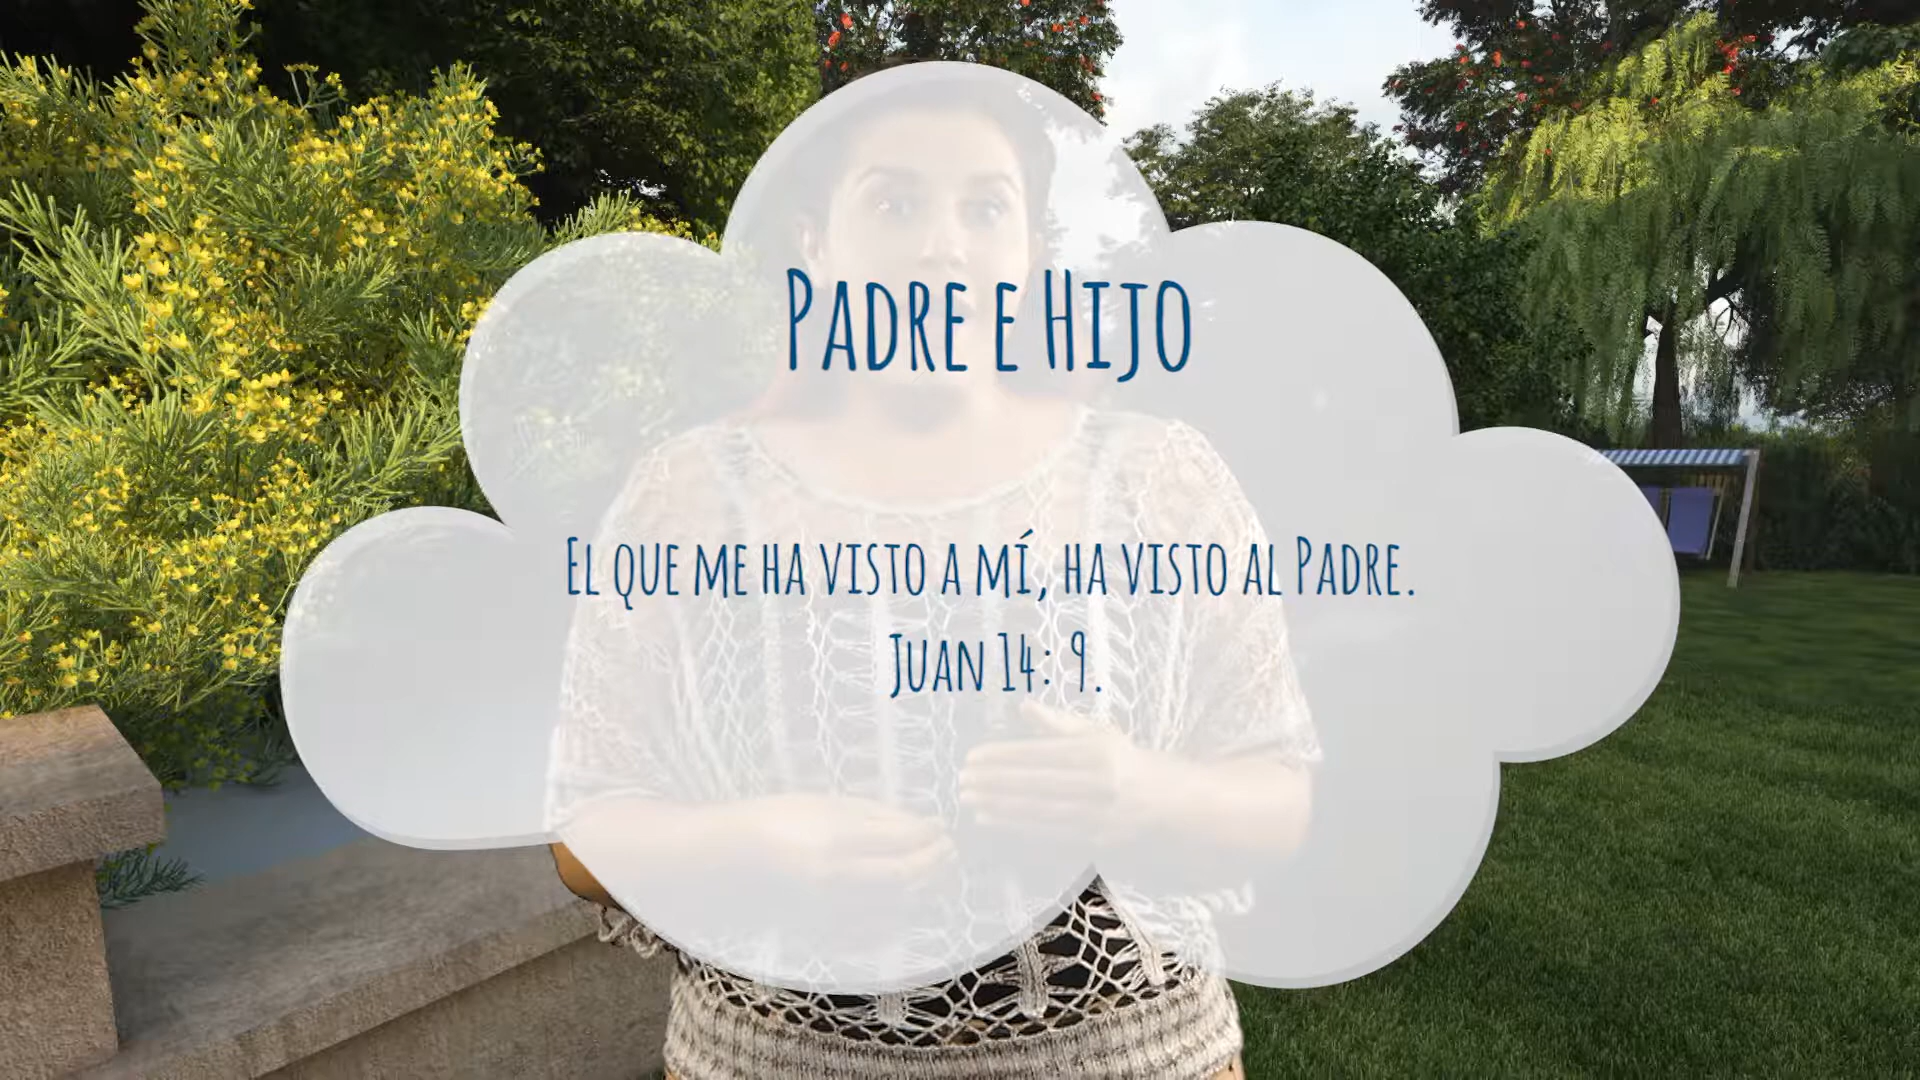 Padre e Hijo
El que me ha visto a mí, ha visto al Padre.
Juan 14: 9.